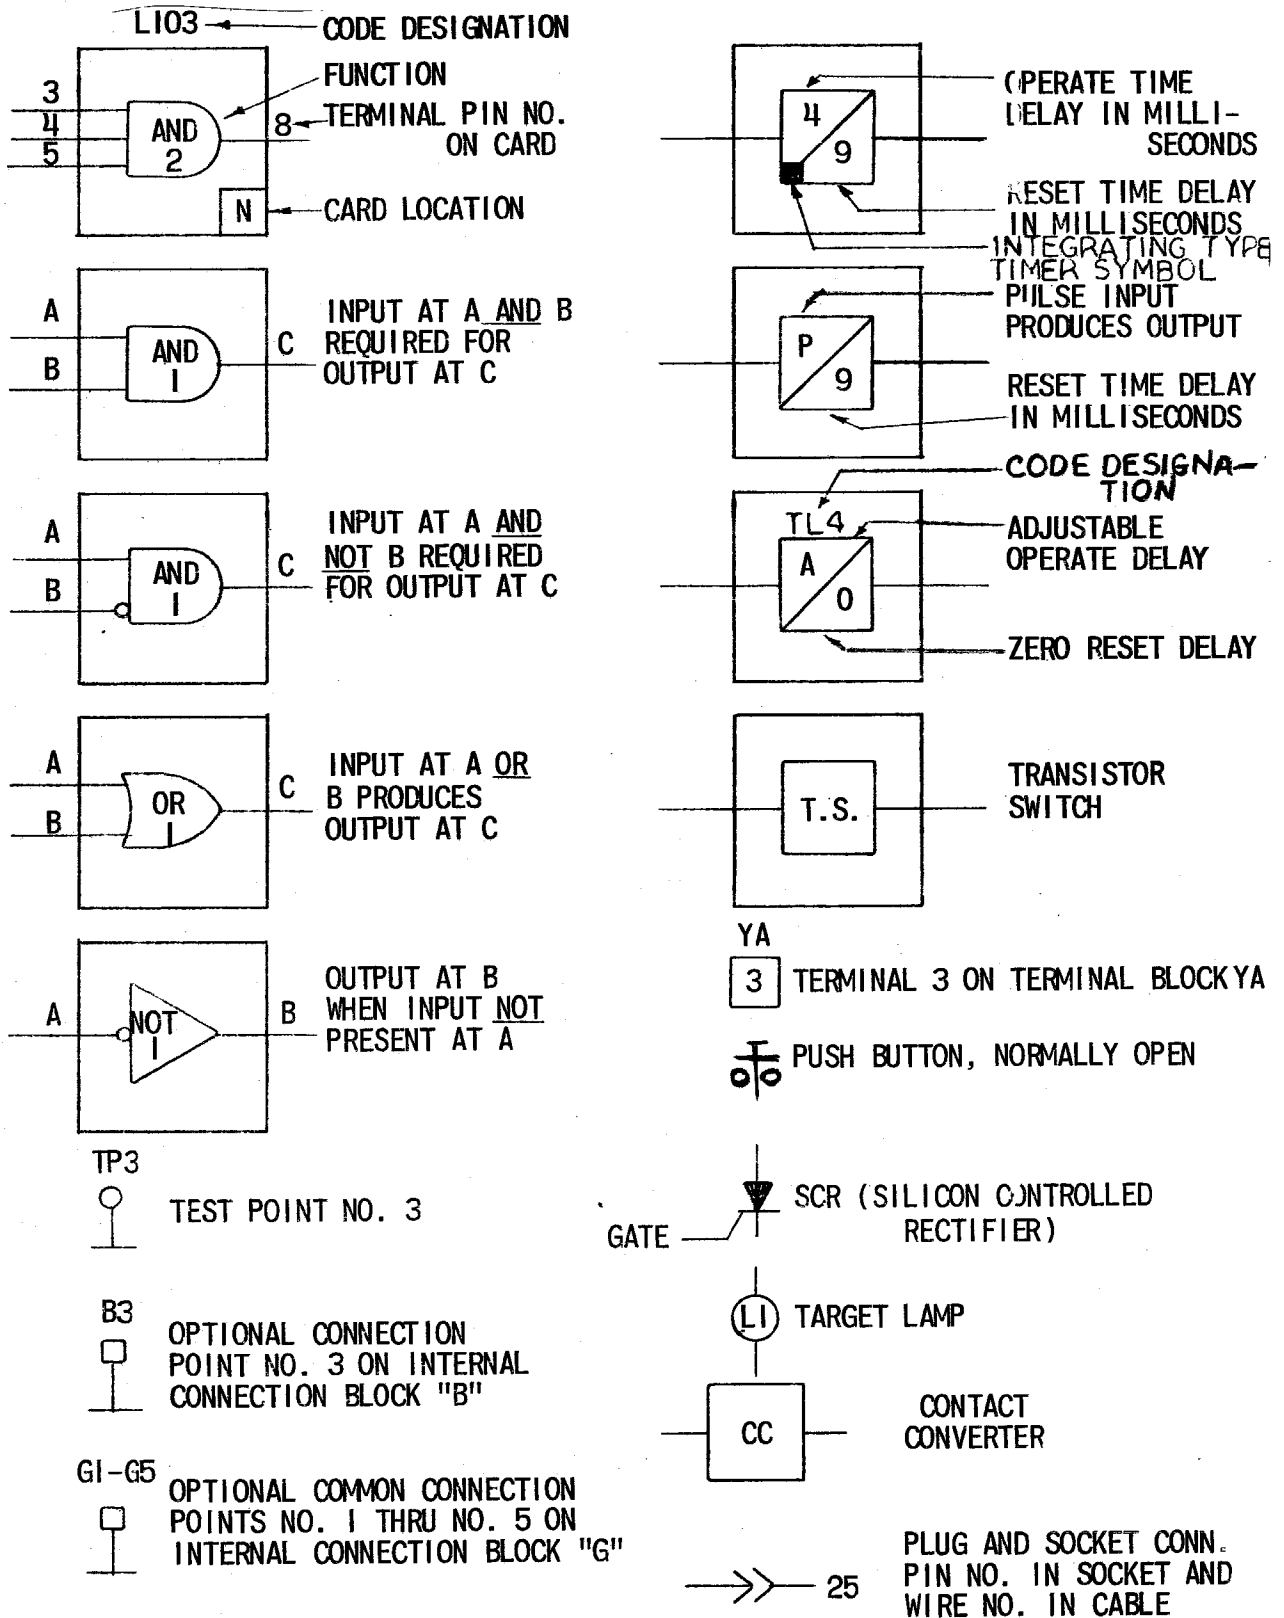 L103
CODE DESIGNATION
FUNCTION
3
4
5
AND
2
8
TERMINAL PIN NO.
ON CARD
N
CARD LOCATION
A
B
AND
1
C
INPUT AT A AND B
REQUIRED FOR
OUTPUT AT C
A
B
AND
1
C
INPUT AT A AND
NOT B REQUIRED
FOR OUTPUT AT C
A
B
OR
1
C
INPUT AT A OR
B PRODUCES
OUTPUT AT C
A
NOT
1
B
OUTPUT AT B
WHEN INPUT NOT
PRESENT AT A
TP3
TEST POINT NO. 3
B3
OPTIONAL CONNECTION
POINT NO. 3 ON INTERNAL
CONNECTION BLOCK "B"
G1-G5
OPTIONAL COMMON CONNECTION
POINTS NO. 1 THRU NO. 5 ON
INTERNAL CONNECTION BLOCK "G"
4
9
OPERATE TIME
DELAY IN MILLI-
SECONDS
RESET TIME DELAY
IN MILLISECONDS
INTEGRATING TYPE
TIMER SYMBOL
P
9
PULSE INPUT
PRODUCES OUTPUT
RESET TIME DELAY
IN MILLISECONDS
CODE DESIGNA-
TION
TL4
A
0
ADJUSTABLE
OPERATE DELAY
ZERO RESET DELAY
T.S.
TRANSISTOR
SWITCH
YA
3
TERMINAL 3 ON TERMINAL BLOCK YA
PUSH BUTTON, NORMALLY OPEN
GATE
SCR (SILICON CONTROLLED
RECTIFIER)
L1
TARGET LAMP
CC
CONTACT
CONVERTER
25
PLUG AND SOCKET CONN.
PIN NO. IN SOCKET AND
WIRE NO. IN CABLE